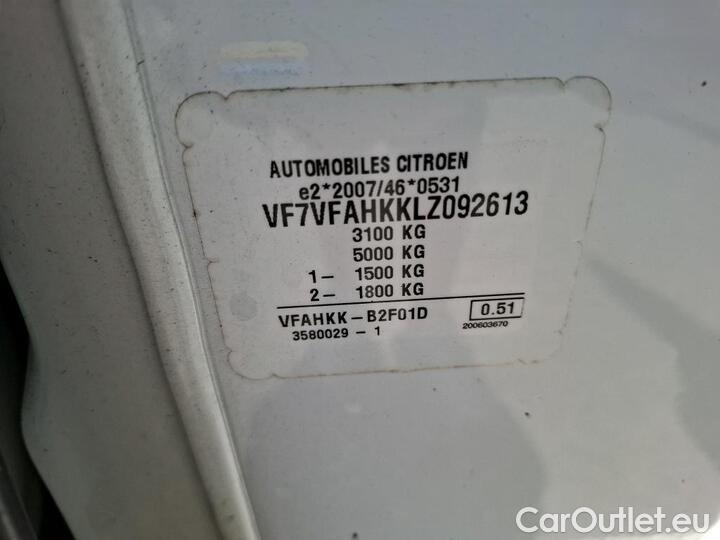 AUTOMOBILES CITROEN
e2*2007/46*0531
VF7VFAHKKLZ092613
3100 KG
5000 KG
1- 1500 KG
2- 1800 KG
VFAHKK-B2F01D 0.51
3580029 - 1 200603670
CarOutlet.eu